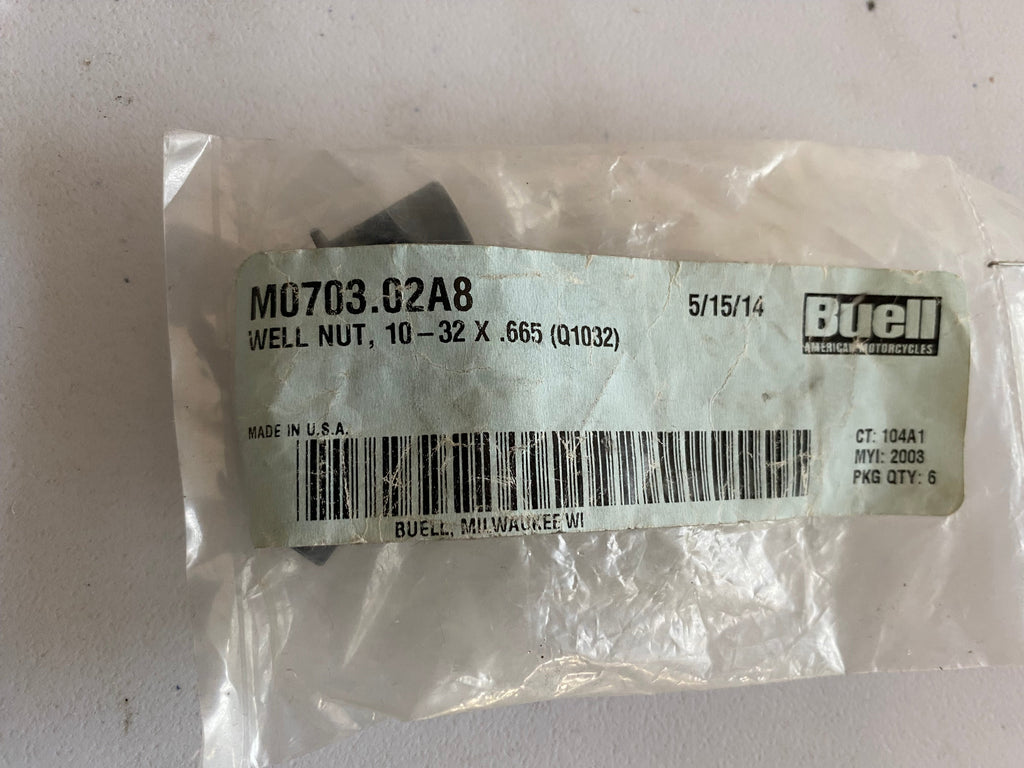 M0703.02A8
5/15/14
Buell
AMERICAN MOTORCYCLES
WELL NUT, 10-32 X .665 (Q1032)
MADE IN U.S.A.
CT: 104A1
MYI: 2003
PKG QTY: 6
BUELL, MILWAUKEE WI